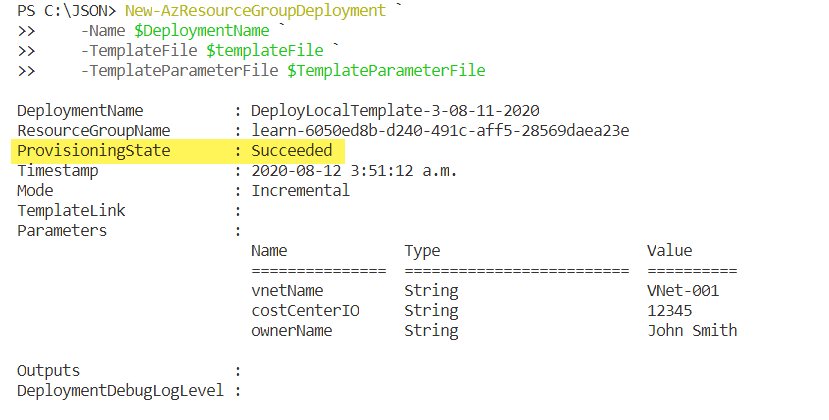 PS C:\JSON> New-AzResourceGroupDeployment `
>>     -Name $DeploymentName `
>>     -TemplateFile $templateFile `
>>     -TemplateParameterFile $TemplateParameterFile
DeploymentName          : DeployLocalTemplate-3-08-11-2020
ResourceGroupName       : learn-6050ed8b-d240-491c-aff5-28569daea23e
ProvisioningState       : Succeeded
Timestamp               : 2020-08-12 3:51:12 a.m.
Mode                    : Incremental
TemplateLink            :
Parameters              :
                          Name             Type                       Value
                          ===============  =========================  ==========
                          vnetName         String                     VNet-001
                          costCenterIO     String                     12345
                          ownerName        String                     John Smith
Outputs                 :
DeploymentDebugLogLevel :